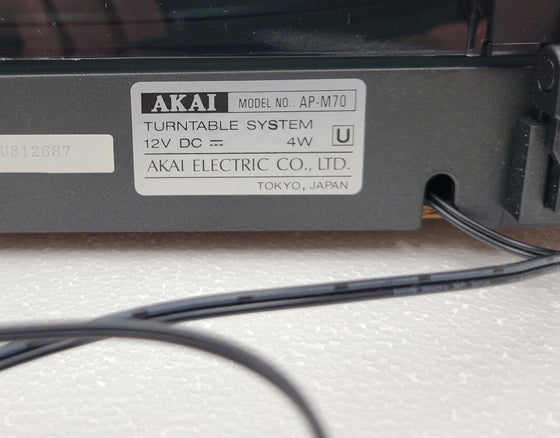 AKAI MODEL NO.: AP-M70
TURNTABLE SYSTEM
12V DC ⎓ 4W U
AKAI ELECTRIC CO., LTD.
TOKYO, JAPAN
U812687